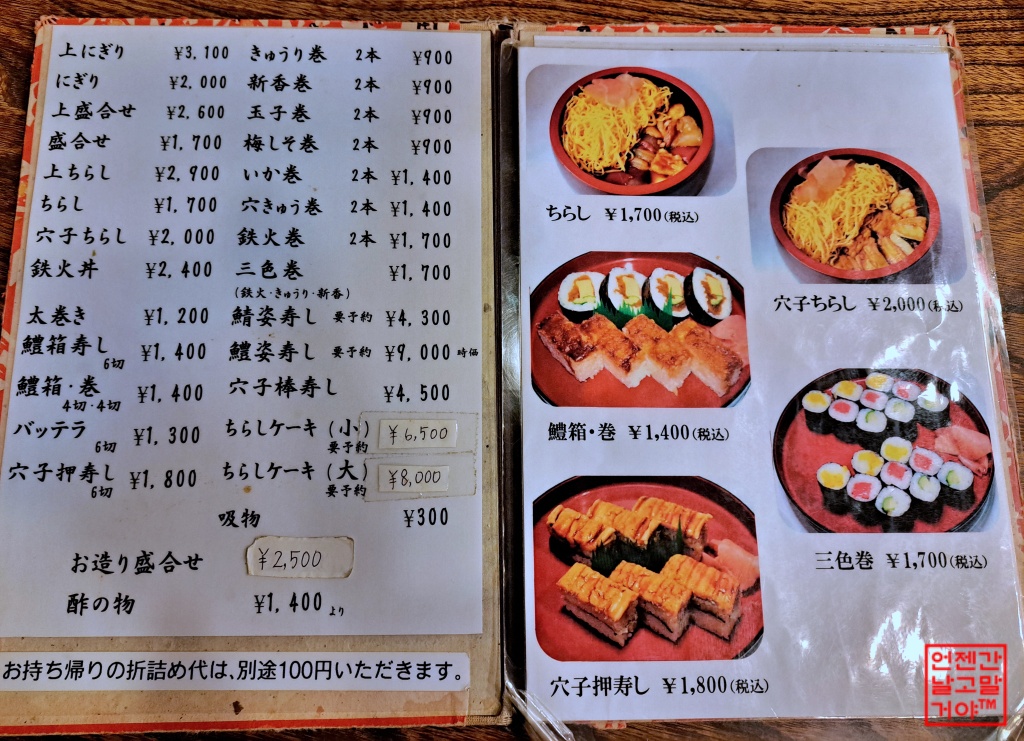 上にぎり ¥3,100 きゅうり巻 2本 ¥900
にぎり ¥2,000 新香巻 2本 ¥900
上盛合せ ¥2,600 玉子巻 2本 ¥900
盛合せ ¥1,700 梅しそ巻 2本 ¥900
上ちらし ¥2,900 いか巻 2本 ¥1,400
ちらし ¥1,700 穴きゅう巻 2本 ¥1,400
穴子ちらし ¥2,000 鉄火巻 2本 ¥1,700
鉄火丼 ¥2,400 三色巻 ¥1,700
(鉄火・きゅうり・新香)
太巻き ¥1,200 鯖姿寿し 要予約 ¥4,300
鱧箱寿し 6切 ¥1,400 鱧姿寿し 要予約 ¥9,000 時価
鱧箱・巻 4切・4切 ¥1,400 穴子棒寿し ¥4,500
バッテラ 6切 ¥1,300 ちらしケーキ(小) 要予約 ¥6,500
穴子押寿し 6切 ¥1,800 ちらしケーキ(大) 要予約 ¥8,000
吸物 ¥300
お造り盛合せ ¥2,500
酢の物 ¥1,400より
お持ち帰りの折詰め代は、別途100円いただきます。
ちらし ¥1,700(税込)
穴子ちらし ¥2,000(税込)
鱧箱・巻 ¥1,400(税込)
三色巻 ¥1,700(税込)
穴子押寿し ¥1,800(税込)
언젠간
날고말
거야™